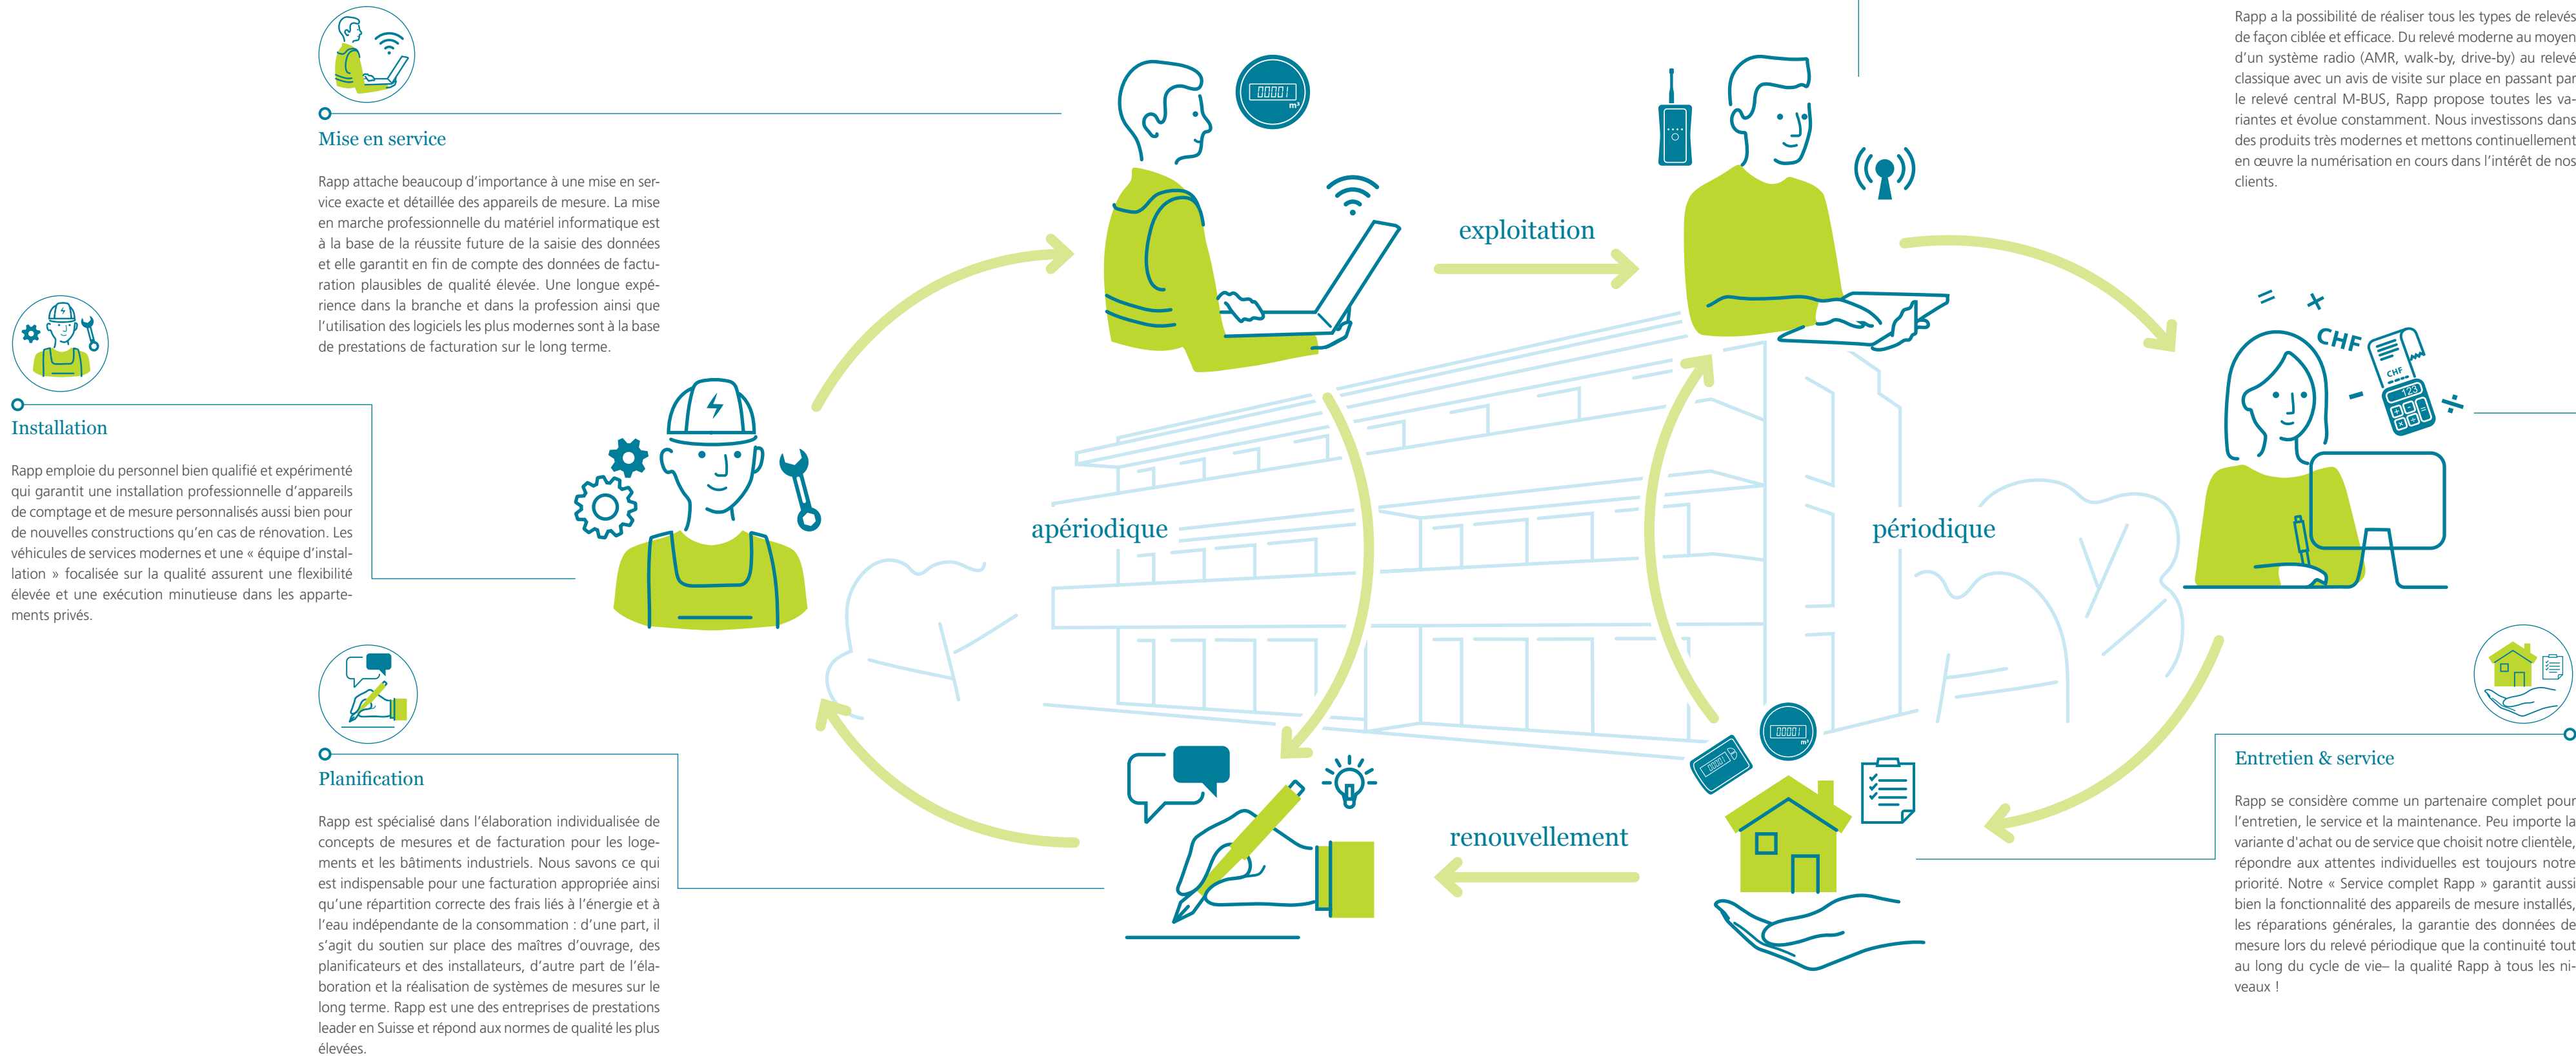 Mise en service
Rapp attache beaucoup d’importance à une mise en ser-
vice exacte et détaillée des appareils de mesure. La mise
en marche professionnelle du matériel informatique est
à la base de la réussite future de la saisie des données
et elle garantit en fin de compte des données de factu-
ration plausibles de qualité élevée. Une longue expé-
rience dans la branche et dans la profession ainsi que
l’utilisation des logiciels les plus modernes sont à la base
de prestations de facturation sur le long terme.
Installation
Rapp emploie du personnel bien qualifié et expérimenté
qui garantit une installation professionnelle d’appareils
de comptage et de mesure personnalisés aussi bien pour
de nouvelles constructions qu’en cas de rénovation. Les
véhicules de services modernes et une « équipe d’instal-
lation » focalisée sur la qualité assurent une flexibilité
élevée et une exécution minutieuse dans les apparte-
ments privés.
Planification
Rapp est spécialisé dans l’élaboration individualisée de
concepts de mesures et de facturation pour les loge-
ments et les bâtiments industriels. Nous savons ce qui
est indispensable pour une facturation appropriée ainsi
qu’une répartition correcte des frais liés à l’énergie et à
l’eau indépendante de la consommation : d’une part, il
s’agit du soutien sur place des maîtres d’ouvrage, des
planificateurs et des installateurs, d’autre part de l’éla-
boration et la réalisation de systèmes de mesures sur le
long terme. Rapp est une des entreprises de prestations
leader en Suisse et répond aux normes de qualité les plus
élevées.
00001
m³
exploitation
apériodique
périodique
00001
m³
00001
renouvellement
= +
CHF
CHF
123
- ÷
+ -
× ÷ =
Rapp a la possibilité de réaliser tous les types de relevés
de façon ciblée et efficace. Du relevé moderne au moyen
d’un système radio (AMR, walk-by, drive-by) au relevé
classique avec un avis de visite sur place en passant par
le relevé central M-BUS, Rapp propose toutes les va-
riantes et évolue constamment. Nous investissons dans
des produits très modernes et mettons continuellement
en œuvre la numérisation en cours dans l’intérêt de nos
clients.
Entretien & service
Rapp se considère comme un partenaire complet pour
l’entretien, le service et la maintenance. Peu importe la
variante d'achat ou de service que choisit notre clientèle,
répondre aux attentes individuelles est toujours notre
priorité. Notre « Service complet Rapp » garantit aussi
bien la fonctionnalité des appareils de mesure installés,
les réparations générales, la garantie des données de
mesure lors du relevé périodique que la continuité tout
au long du cycle de vie– la qualité Rapp à tous les ni-
veaux !